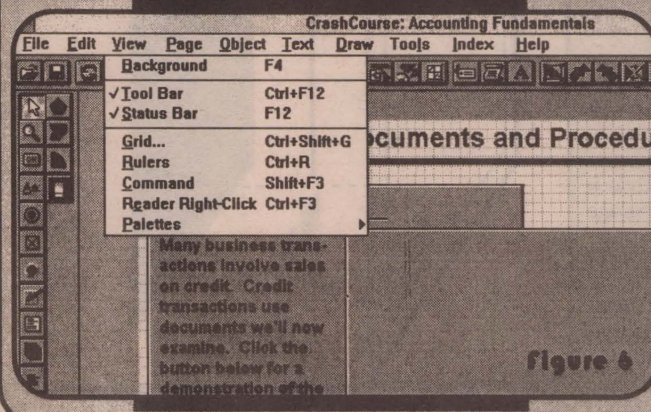 CrashCourse: Accounting Fundamentals
File Edit View Page Object Text Draw Tools Index Help
Background F4
✓Tool Bar Ctrl+F12
✓Status Bar F12
Grid... Ctrl+Shift+G
Rulers Ctrl+R
Command Shift+F3
Reader Right-Click Ctrl+F3
Palettes
ocuments and Procedu
Many business trans-
actions involve sales
on credit. Credit
transactions use
documents we'll now
examine. Click the
button below for a
demonstration of the
Figure 6